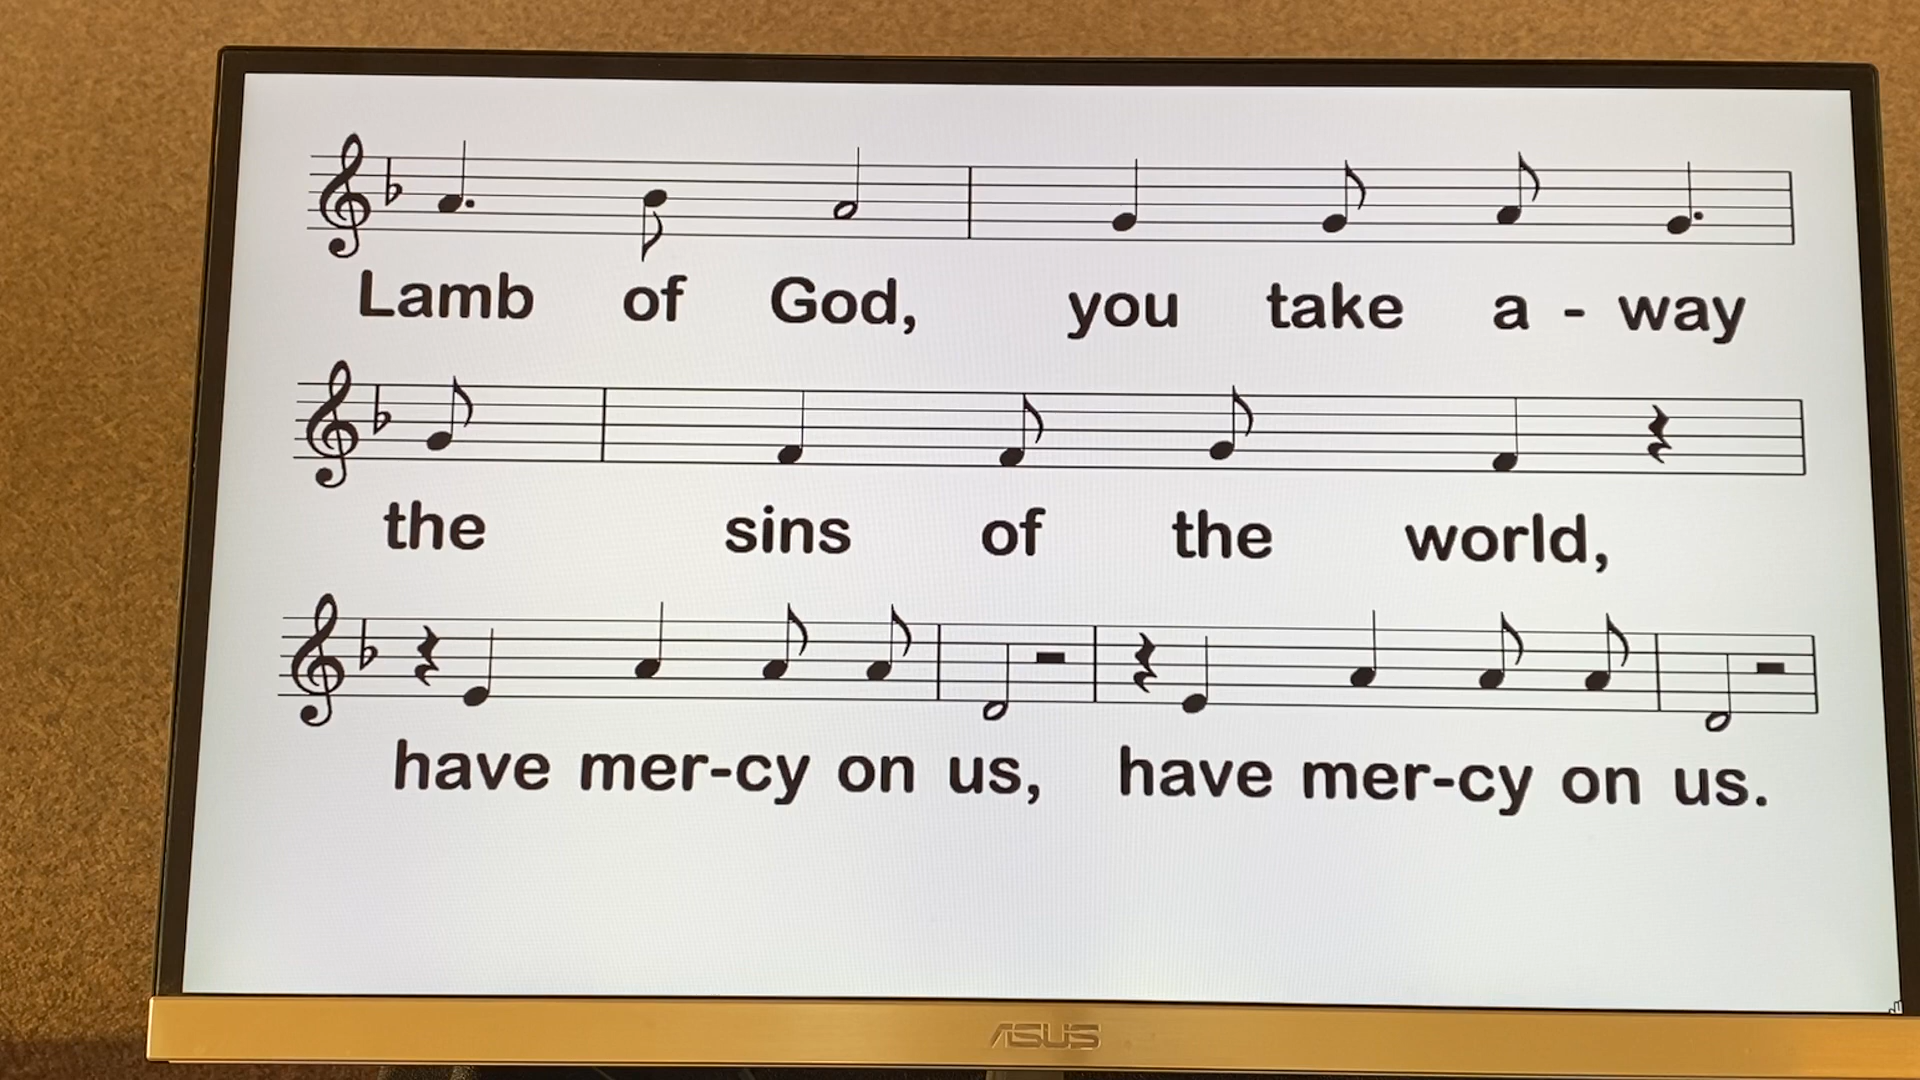 Lamb of God, you take a - way
the sins of the world,
have mer-cy on us, have mer-cy on us.
ASUS